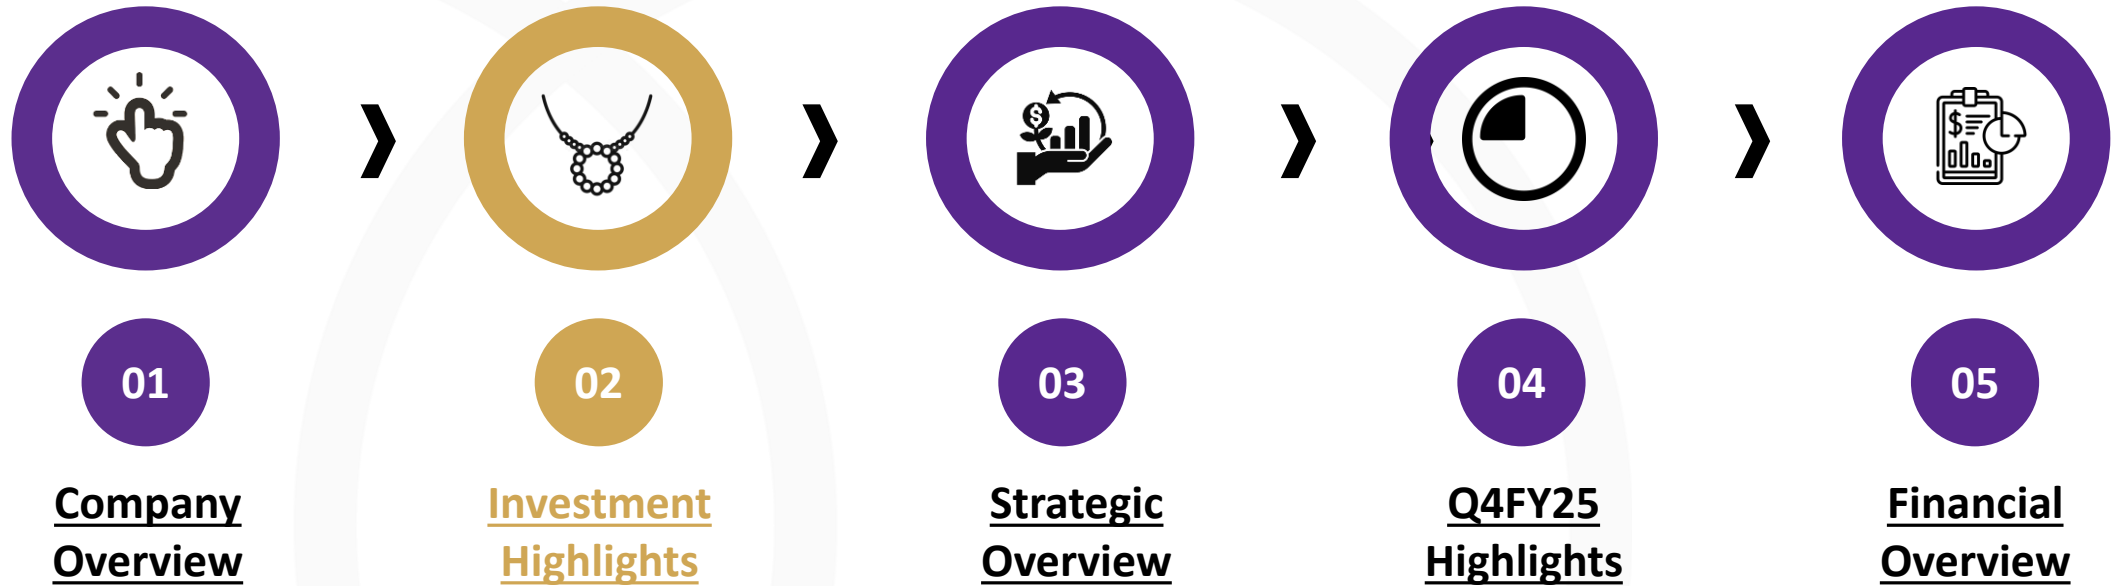 01
Company
Overview
02
Investment
Highlights
03
Strategic
Overview
04
Q4FY25
Highlights
05
Financial
Overview